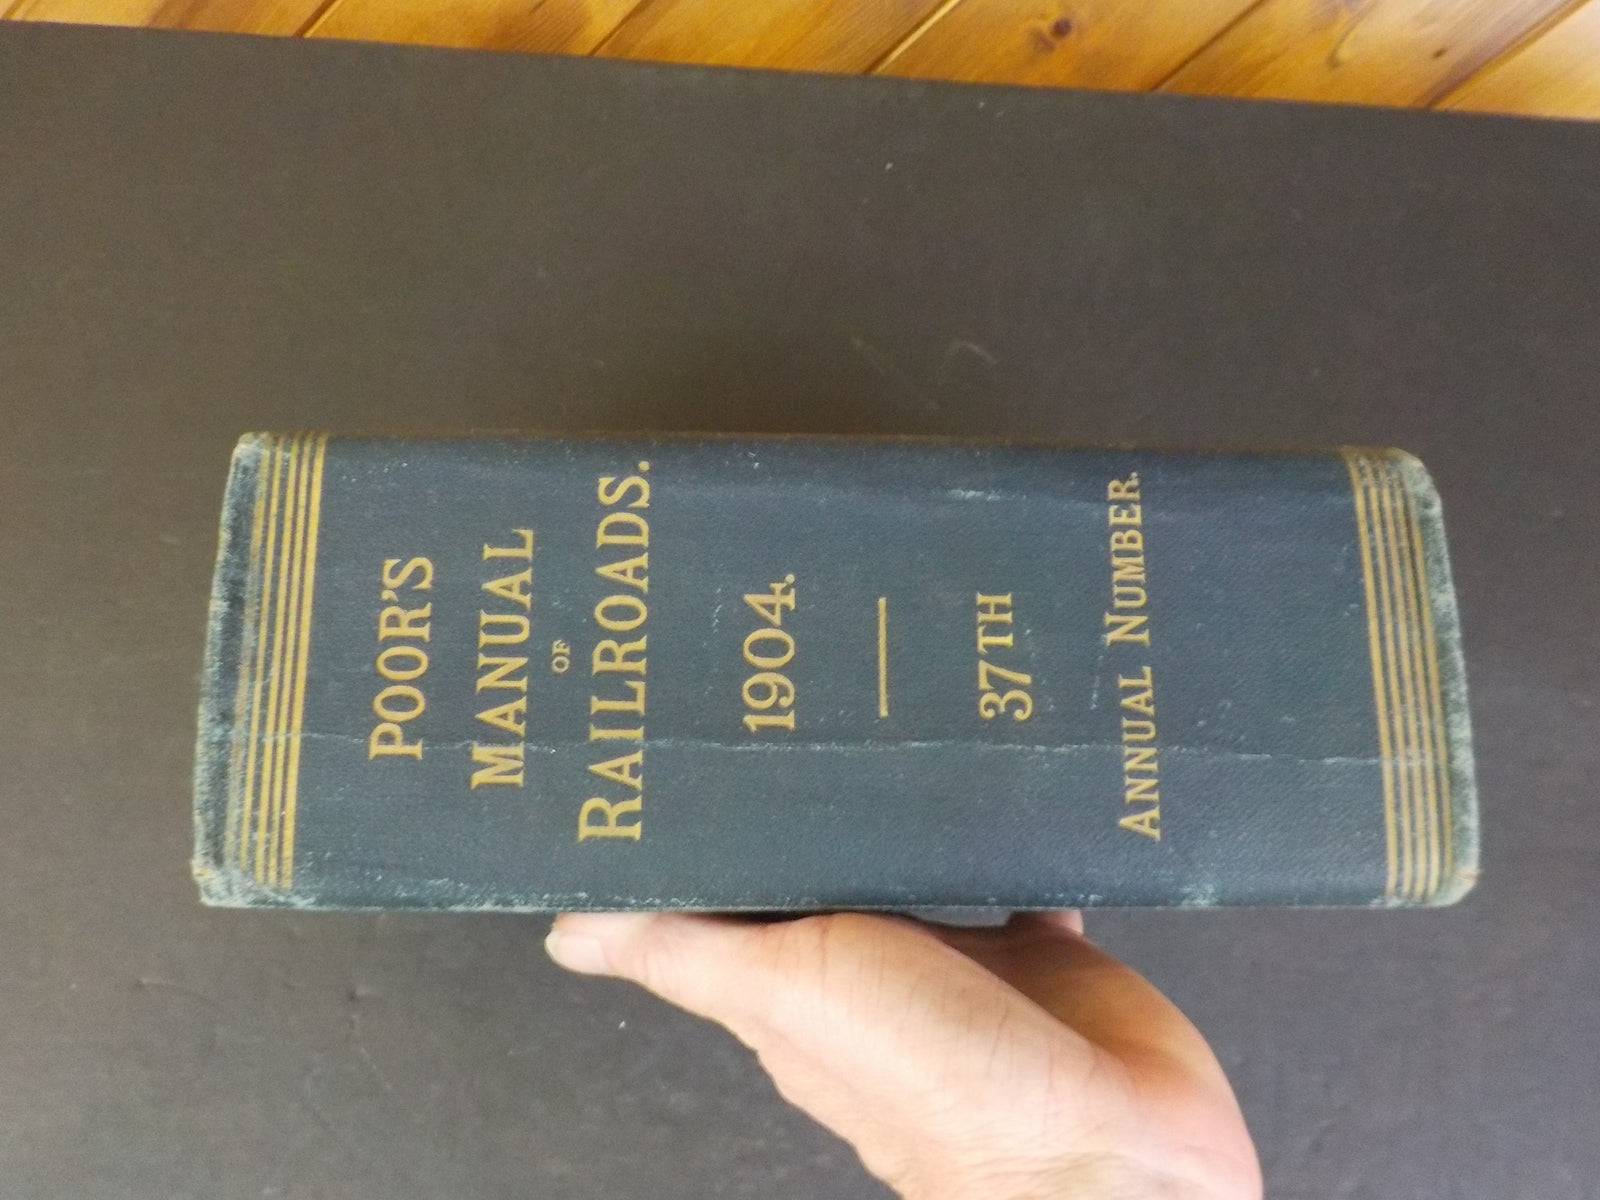 POOR'S
MANUAL
OF
RAILROADS.
1904.
37TH
ANNUAL NUMBER.